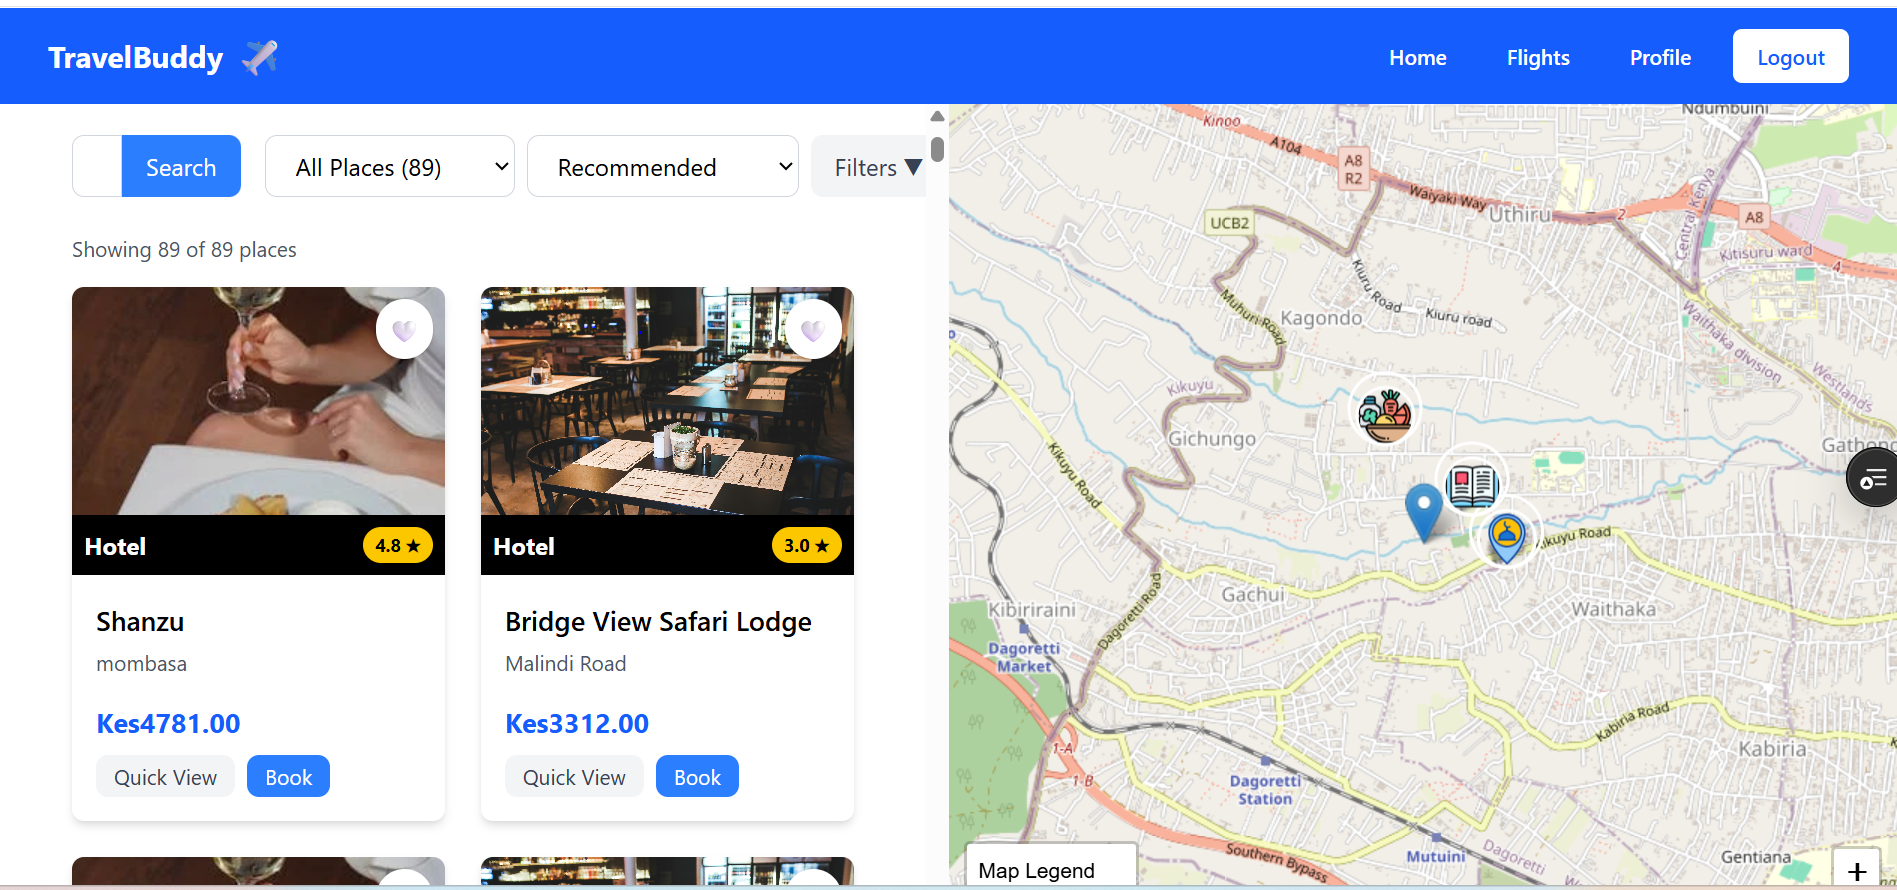 TravelBuddy
Home Flights Profile Logout
Search All Places (89) Recommended Filters ▼
Showing 89 of 89 places
Hotel 4.8 ★
Shanzu
mombasa
Kes4781.00
Quick View Book
Hotel 3.0 ★
Bridge View Safari Lodge
Malindi Road
Kes3312.00
Quick View Book
Ndumbuini
Kinoo
A104
A8
R2
Waiyaki Way
Uthiru
2
A8
Central Kenya
Kitisuru ward
4
UCB2
Muhuri Road
Kiuru Road
Kiuru road
Kagondo
Waithaka division
Westlands
Kikuyu
Gichungo
Kikuyu Road
Kikuyu Road
Gachui
Waithaka
Kibiriraini
Dagoretti Road
Dagoretti
Market
1-A
1-B
Kabiria Road
Kabiria
Dagoretti
Station
Southern Bypass
Mutuini
Dagoretti
Gentiana
Map Legend
+